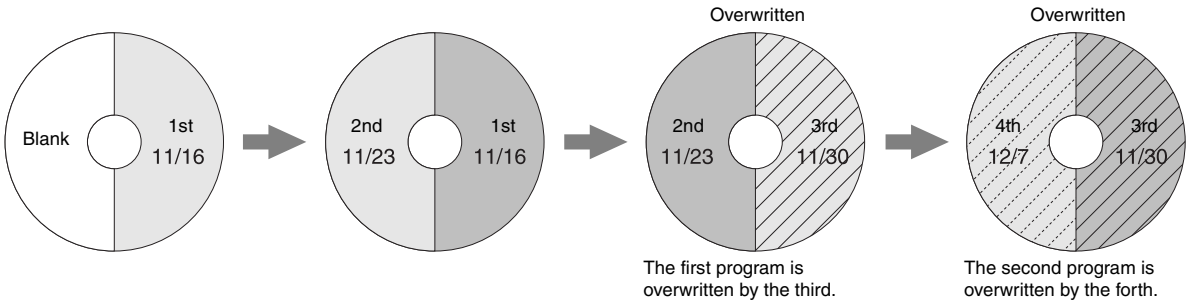 Overwritten
Overwritten
Blank
1st
11/16
2nd
11/23
1st
11/16
2nd
11/23
3rd
11/30
4th
12/7
3rd
11/30
The first program is
overwritten by the third.
The second program is
overwritten by the forth.